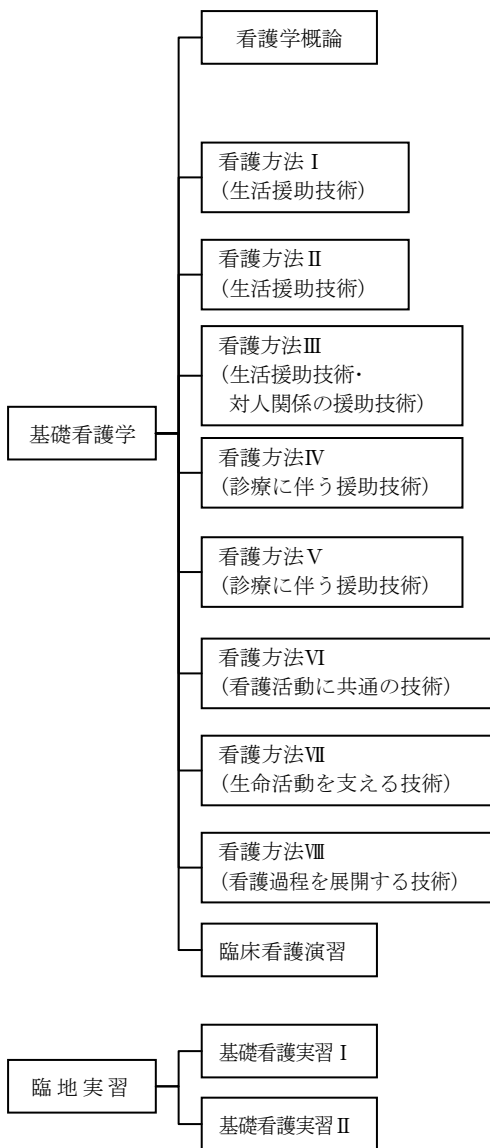 看護学概論
看護方法Ⅰ
(生活援助技術)
看護方法Ⅱ
(生活援助技術)
看護方法Ⅲ
(生活援助技術・
対人関係の援助技術)
基礎看護学
看護方法Ⅳ
(診療に伴う援助技術)
看護方法Ⅴ
(診療に伴う援助技術)
看護方法Ⅵ
(看護活動に共通の技術)
看護方法Ⅶ
(生命活動を支える技術)
看護方法Ⅷ
(看護過程を展開する技術)
臨床看護演習
基礎看護実習Ⅰ
臨地実習
基礎看護実習Ⅱ